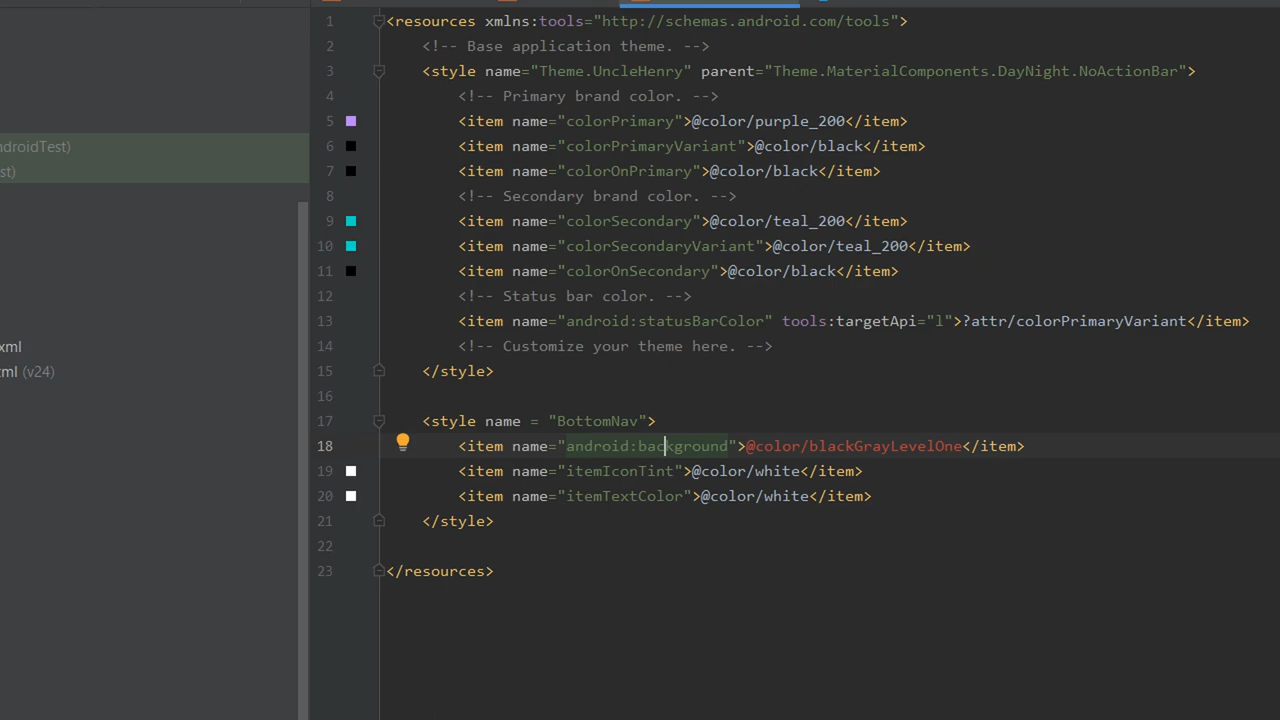 1 <resources xmlns:tools="http://schemas.android.com/tools">
2 <!-- Base application theme. -->
3 <style name="Theme.UncleHenry" parent="Theme.MaterialComponents.DayNight.NoActionBar">
4 <!-- Primary brand color. -->
ndroidTest)
5 <item name="colorPrimary">@color/purple_200</item>
6 <item name="colorPrimaryVariant">@color/black</item>
st)
7 <item name="colorOnPrimary">@color/black</item>
8 <!-- Secondary brand color. -->
9 <item name="colorSecondary">@color/teal_200</item>
10 <item name="colorSecondaryVariant">@color/teal_200</item>
11 <item name="colorOnSecondary">@color/black</item>
12 <!-- Status bar color. -->
13 <item name="android:statusBarColor" tools:targetApi="l">?attr/colorPrimaryVariant</item>
xml
14 <!-- Customize your theme here. -->
ml (v24)
15 </style>
16
17 <style name = "BottomNav">
18 <item name="android:background">@color/blackGrayLevelOne</item>
19 <item name="itemIconTint">@color/white</item>
20 <item name="itemTextColor">@color/white</item>
21 </style>
22
23 </resources>